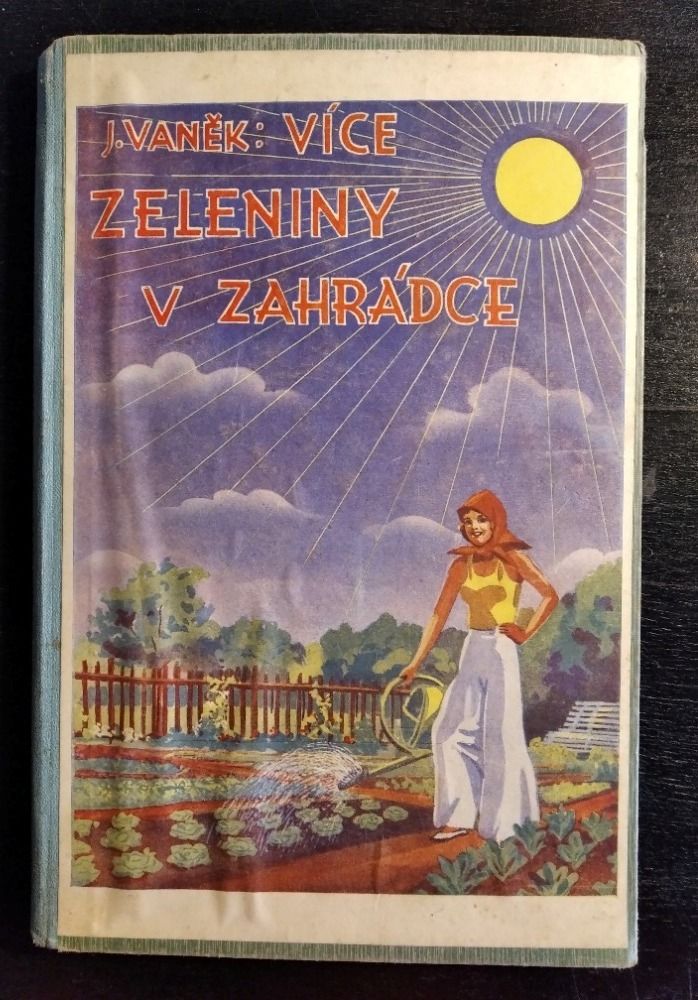 J. VANĚK: VÍCE
ZELENINY
V ZAHRÁDCE